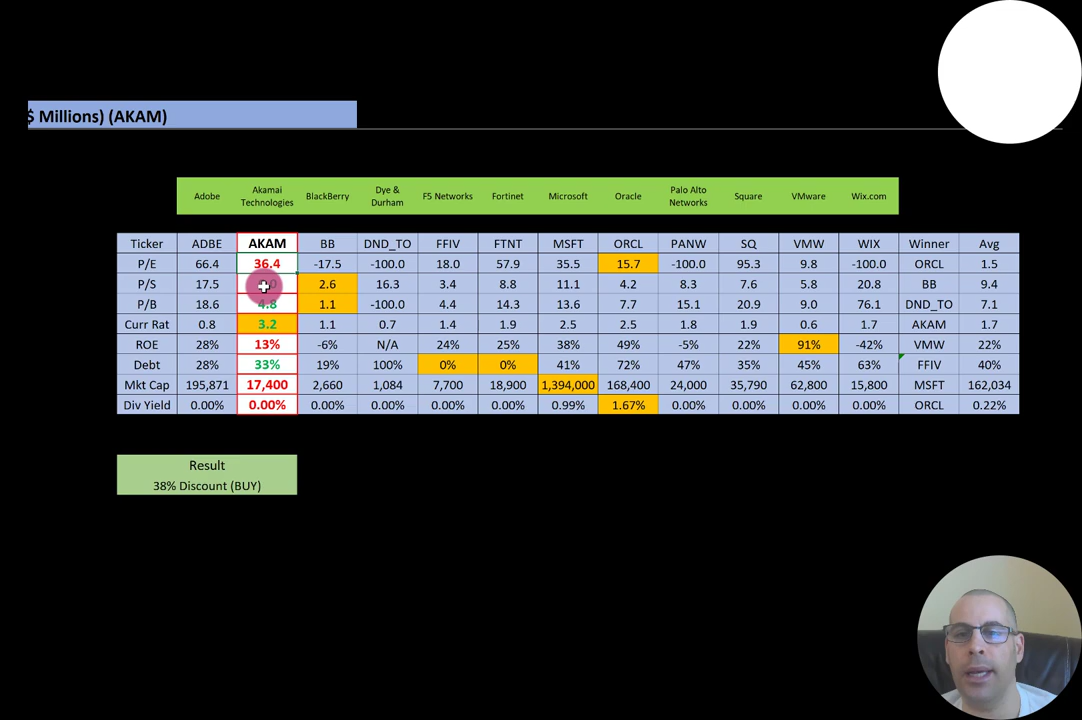 $ Millions) (AKAM)
Adobe Akamai Technologies BlackBerry Dye & Durham F5 Networks Fortinet Microsoft Oracle Palo Alto Networks Square VMware Wix.com
Ticker ADBE AKAM BB DND_TO FFIV FTNT MSFT ORCL PANW SQ VMW WIX Winner Avg
P/E 66.4 36.4 -17.5 -100.0 18.0 57.9 35.5 15.7 -100.0 95.3 9.8 -100.0 ORCL 1.5
P/S 17.5 2.6 16.3 3.4 8.8 11.1 4.2 8.3 7.6 5.8 20.8 BB 9.4
P/B 18.6 4.8 1.1 -100.0 4.4 14.3 13.6 7.7 15.1 20.9 9.0 76.1 DND_TO 7.1
Curr Rat 0.8 3.2 1.1 0.7 1.4 1.9 2.5 2.5 1.8 1.9 0.6 1.7 AKAM 1.7
ROE 28% 13% -6% N/A 24% 25% 38% 49% -5% 22% 91% -42% VMW 22%
Debt 28% 33% 19% 100% 0% 0% 41% 72% 47% 35% 45% 63% FFIV 40%
Mkt Cap 195,871 17,400 2,660 1,084 7,700 18,900 1,394,000 168,400 24,000 35,790 62,800 15,800 MSFT 162,034
Div Yield 0.00% 0.00% 0.00% 0.00% 0.00% 0.00% 0.99% 1.67% 0.00% 0.00% 0.00% 0.00% ORCL 0.22%
Result
38% Discount (BUY)